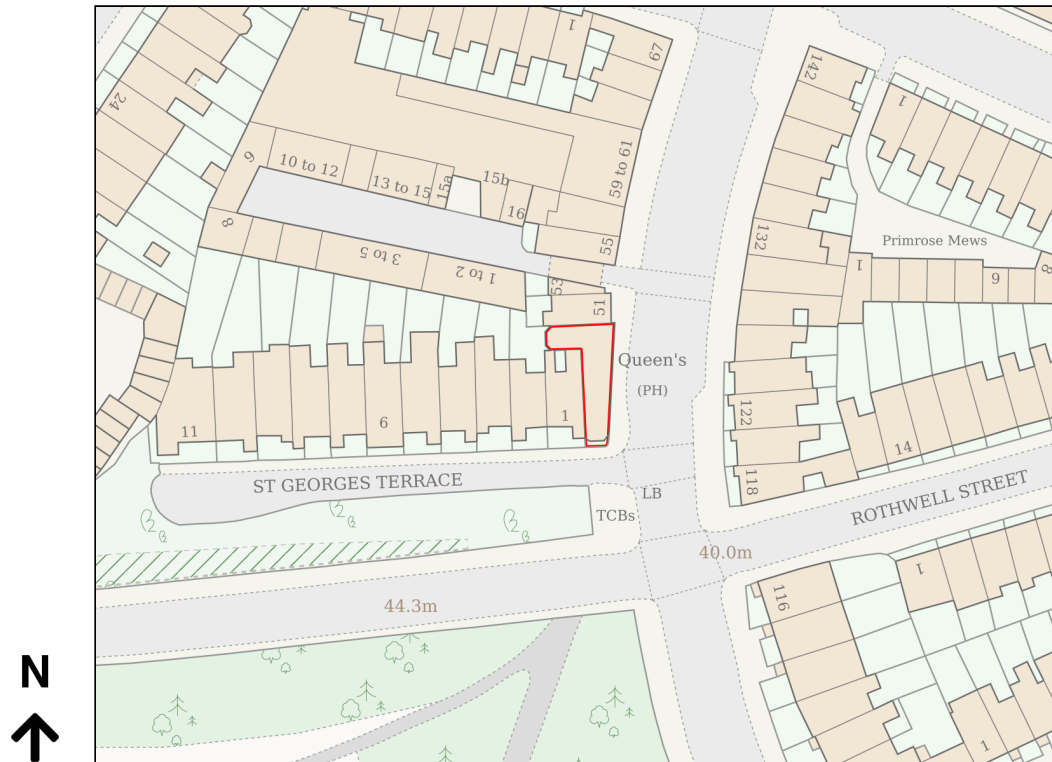 1
67
142
1
24
9
10 to 12
13 to 15
15a
15b
16
59 to 61
55
8
3 to 5
1 to 2
53
51
132
Primrose Mews
1
9
8
Queen's
(PH)
11
6
1
122
118
14
ST GEORGES TERRACE
LB
TCBs
ROTHWELL STREET
40.0m
44.3m
116
1
1
N